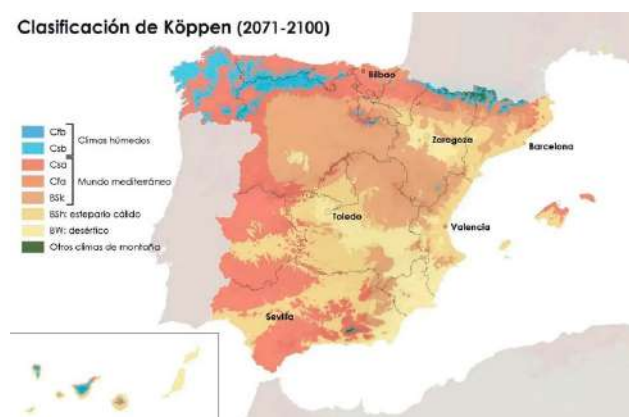 Clasificación de Köppen (2071-2100)
Bilbao
Cfb
Csb
Climas húmedos
Csa
Cfa
Mundo mediterráneo
BSk
BSh: estepario cálido
BW: desértico
Otros climas de montaña
Zaragoza
Barcelona
Toledo
Valencia
Sevilla